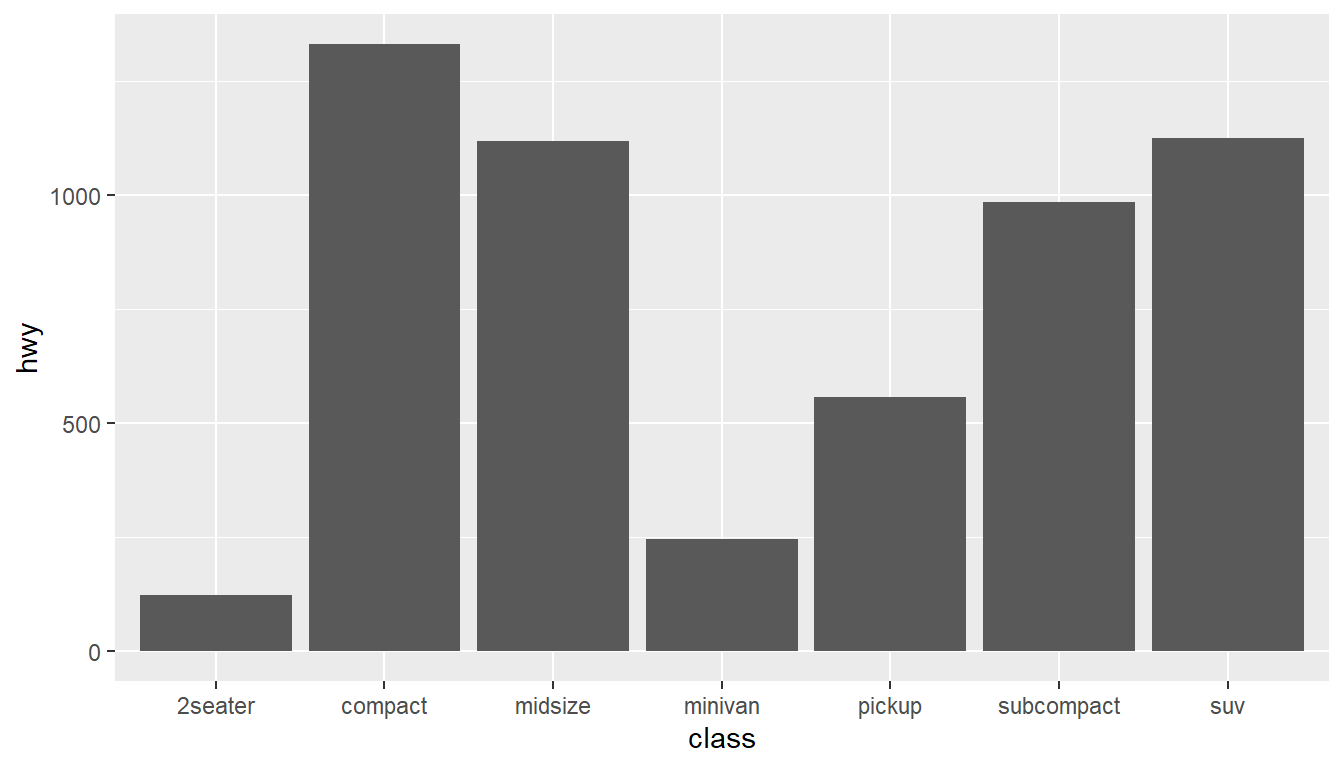 hwy
1000
500
0
2seater compact midsize minivan pickup subcompact suv
class